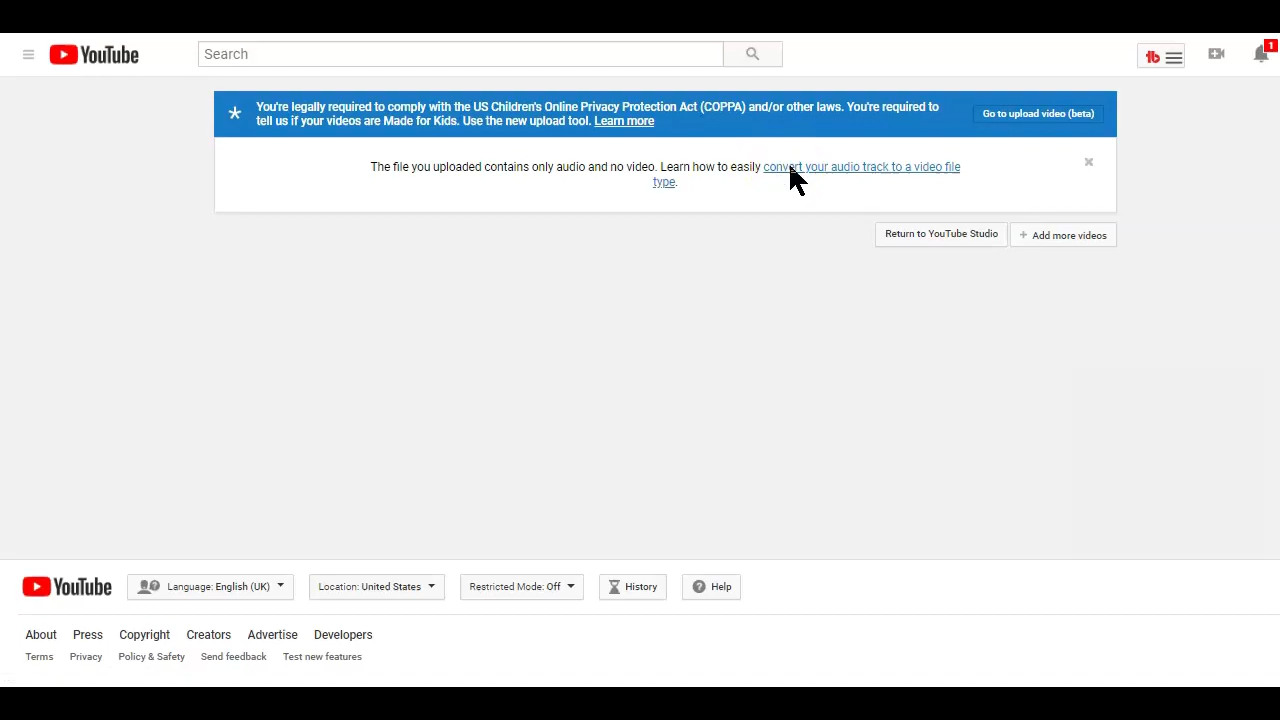 YouTube
Search
1
You're legally required to comply with the US Children's Online Privacy Protection Act (COPPA) and/or other laws. You're required to
tell us if your videos are Made for Kids. Use the new upload tool. Learn more
Go to upload video (beta)
The file you uploaded contains only audio and no video. Learn how to easily convert your audio track to a video file
type.
Return to YouTube Studio
+ Add more videos
YouTube
Language: English (UK)
Location: United States
Restricted Mode: Off
History
Help
About Press Copyright Creators Advertise Developers
Terms Privacy Policy & Safety Send feedback Test new features